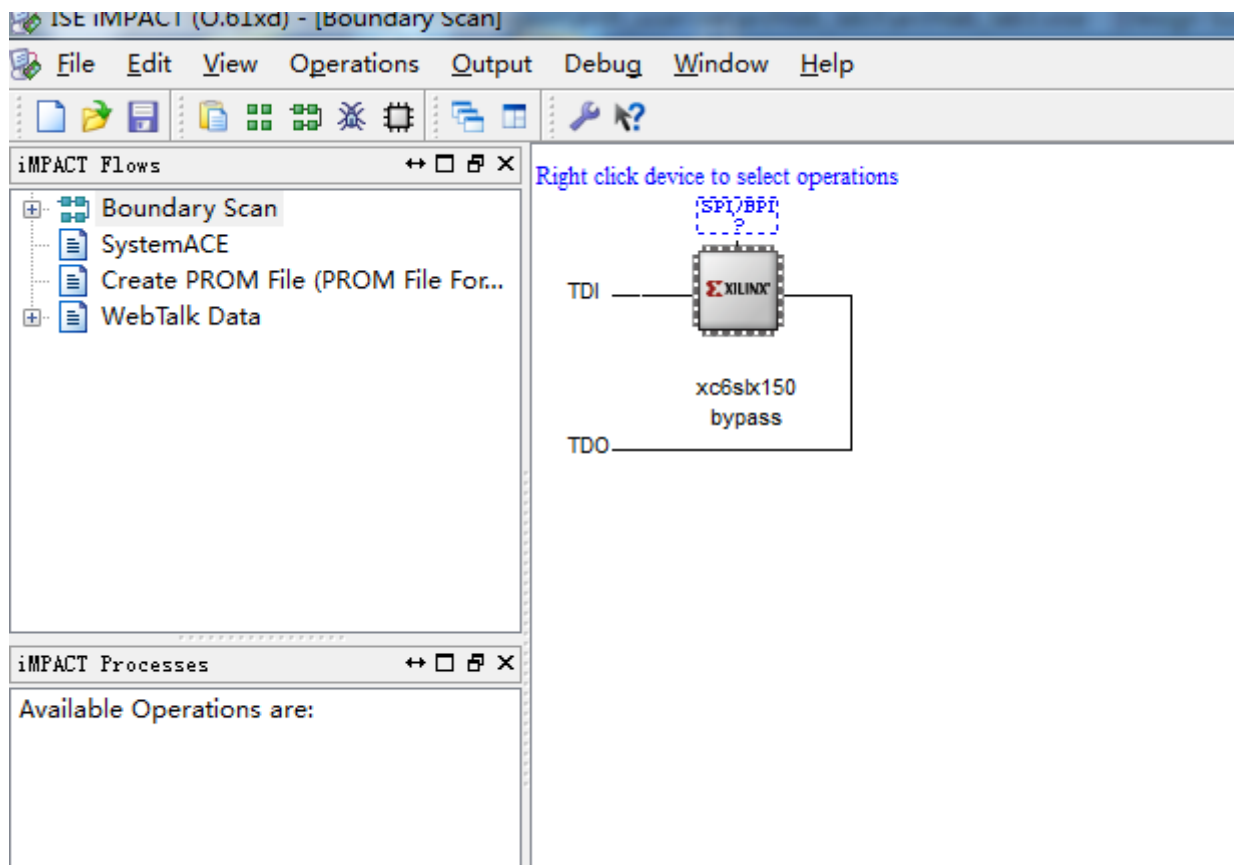 ISE iMPACT (O.61xd) - [Boundary Scan]
File Edit View Operations Output Debug Window Help
iMPACT Flows
Boundary Scan
SystemACE
Create PROM File (PROM File For...
WebTalk Data
Right click device to select operations
SPI/BPI
?
TDI
XILINX
xc6slx150
bypass
TDO
iMPACT Processes
Available Operations are: